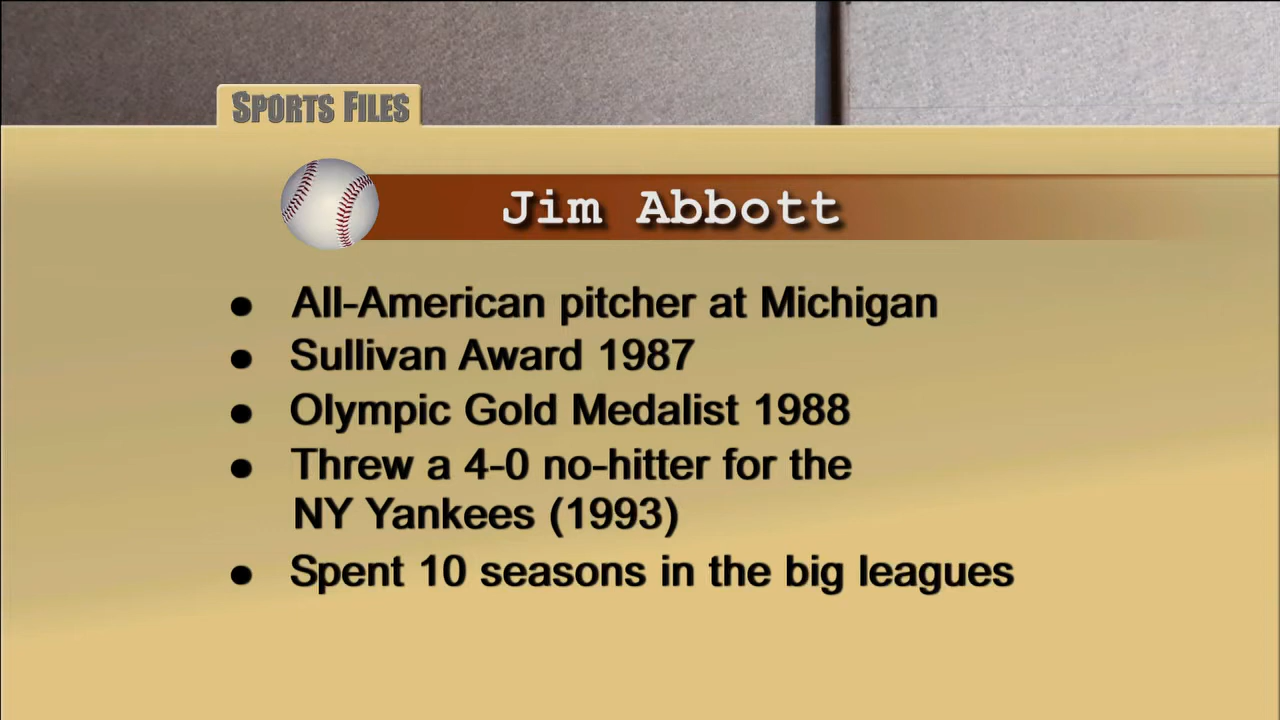 SPORTS FILES
Jim Abbott
• All-American pitcher at Michigan
• Sullivan Award 1987
• Olympic Gold Medalist 1988
• Threw a 4-0 no-hitter for the
NY Yankees (1993)
• Spent 10 seasons in the big leagues